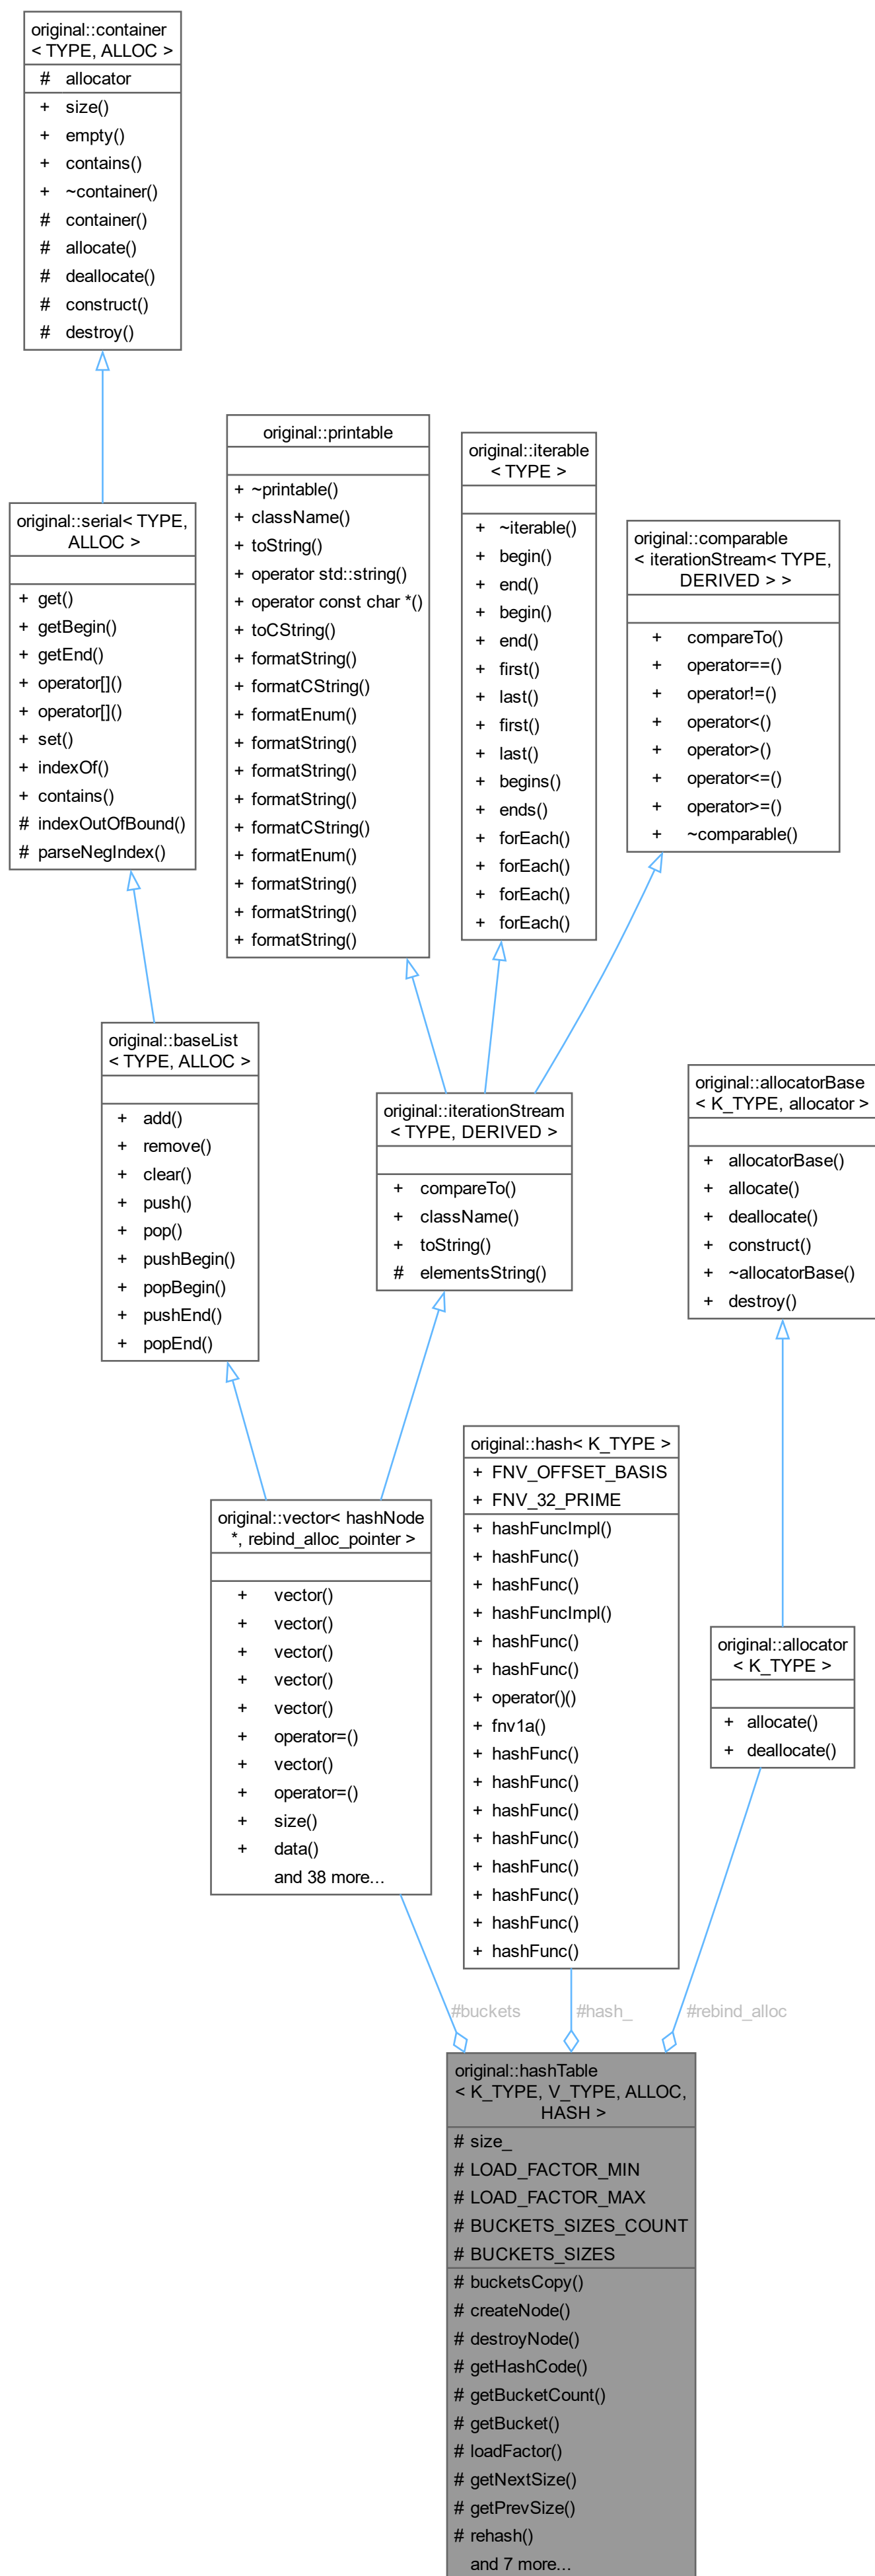 original::container
< TYPE, ALLOC >
# allocator
+ size()
+ empty()
+ contains()
+ ~container()
# container()
# allocate()
# deallocate()
# construct()
# destroy()
original::serial< TYPE,
ALLOC >
+ get()
+ getBegin()
+ getEnd()
+ operator[]()
+ operator[]()
+ set()
+ indexOf()
+ contains()
# indexOutOfBound()
# parseNegIndex()
original::printable
+ ~printable()
+ className()
+ toString()
+ operator std::string()
+ operator const char *()
+ toCString()
+ formatString()
+ formatCString()
+ formatEnum()
+ formatString()
+ formatString()
+ formatString()
+ formatCString()
+ formatEnum()
+ formatString()
+ formatString()
+ formatString()
original::iterable
< TYPE >
+ ~iterable()
+ begin()
+ end()
+ begin()
+ end()
+ first()
+ last()
+ first()
+ last()
+ begins()
+ ends()
+ forEach()
+ forEach()
+ forEach()
+ forEach()
original::comparable
< iterationStream< TYPE,
DERIVED > >
+ compareTo()
+ operator==()
+ operator!=()
+ operator<()
+ operator>()
+ operator<=()
+ operator>=()
+ ~comparable()
original::baseList
< TYPE, ALLOC >
+ add()
+ remove()
+ clear()
+ push()
+ pop()
+ pushBegin()
+ popBegin()
+ pushEnd()
+ popEnd()
original::iterationStream
< TYPE, DERIVED >
+ compareTo()
+ className()
+ toString()
# elementsString()
original::allocatorBase
< K_TYPE, allocator >
+ allocatorBase()
+ allocate()
+ deallocate()
+ construct()
+ ~allocatorBase()
+ destroy()
original::vector< hashNode
*, rebind_alloc_pointer >
+ vector()
+ vector()
+ vector()
+ vector()
+ vector()
+ operator=()
+ vector()
+ operator=()
+ size()
+ data()
and 38 more...
original::hash< K_TYPE >
+ FNV_OFFSET_BASIS
+ FNV_32_PRIME
+ hashFuncImpl()
+ hashFunc()
+ hashFunc()
+ hashFuncImpl()
+ hashFunc()
+ hashFunc()
+ operator()()
+ fnv1a()
+ hashFunc()
+ hashFunc()
+ hashFunc()
+ hashFunc()
+ hashFunc()
+ hashFunc()
+ hashFunc()
+ hashFunc()
original::allocator
< K_TYPE >
+ allocate()
+ deallocate()
#buckets
#hash_
#rebind_alloc
original::hashTable
< K_TYPE, V_TYPE, ALLOC,
HASH >
# size_
# LOAD_FACTOR_MIN
# LOAD_FACTOR_MAX
# BUCKETS_SIZES_COUNT
# BUCKETS_SIZES
# bucketsCopy()
# createNode()
# destroyNode()
# getHashCode()
# getBucketCount()
# getBucket()
# loadFactor()
# getNextSize()
# getPrevSize()
# rehash()
and 7 more...